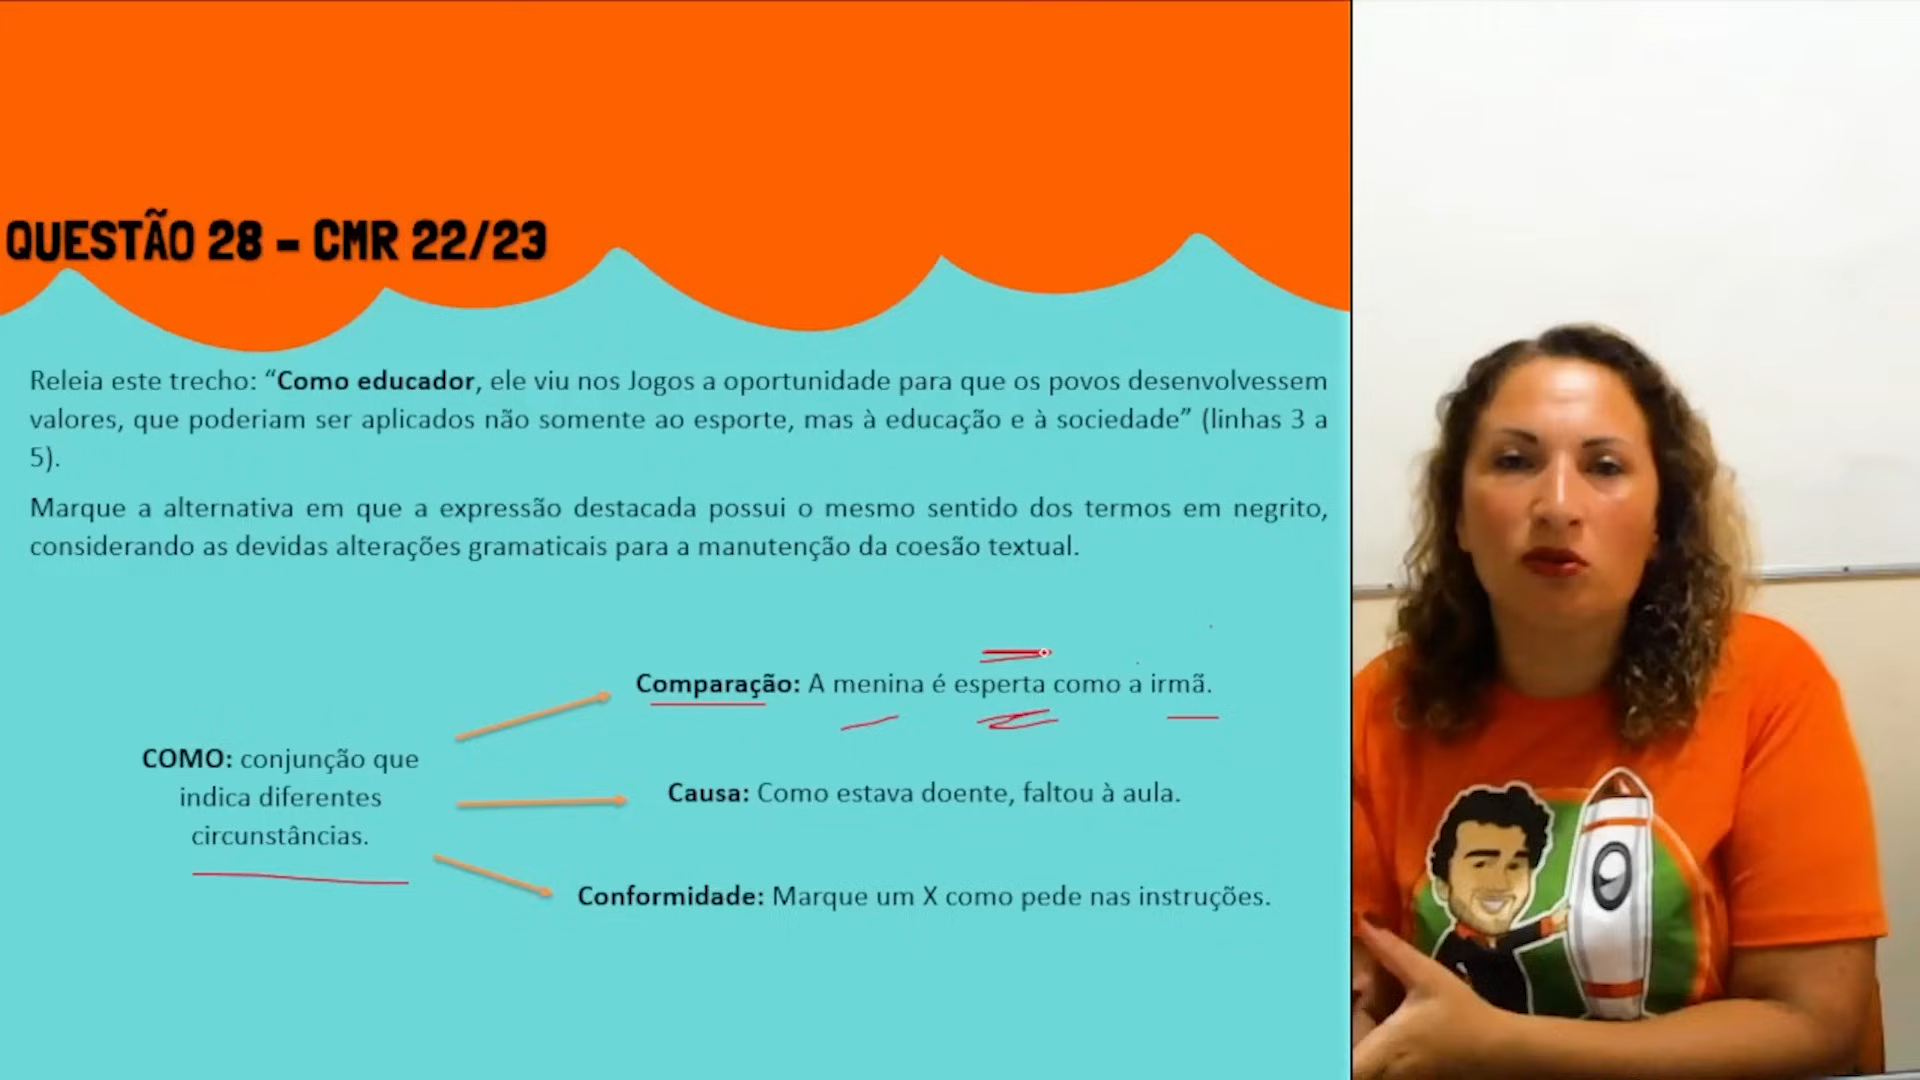 QUESTÃO 28 – CMR 22/23
Releia este trecho: “Como educador, ele viu nos Jogos a oportunidade para que os povos desenvolvessem
valores, que poderiam ser aplicados não somente ao esporte, mas à educação e à sociedade” (linhas 3 a
5).
Marque a alternativa em que a expressão destacada possui o mesmo sentido dos termos em negrito,
considerando as devidas alterações gramaticais para a manutenção da coesão textual.
Comparação: A menina é esperta como a irmã.
COMO: conjunção que
indica diferentes
circunstâncias.
Causa: Como estava doente, faltou à aula.
Conformidade: Marque um X como pede nas instruções.